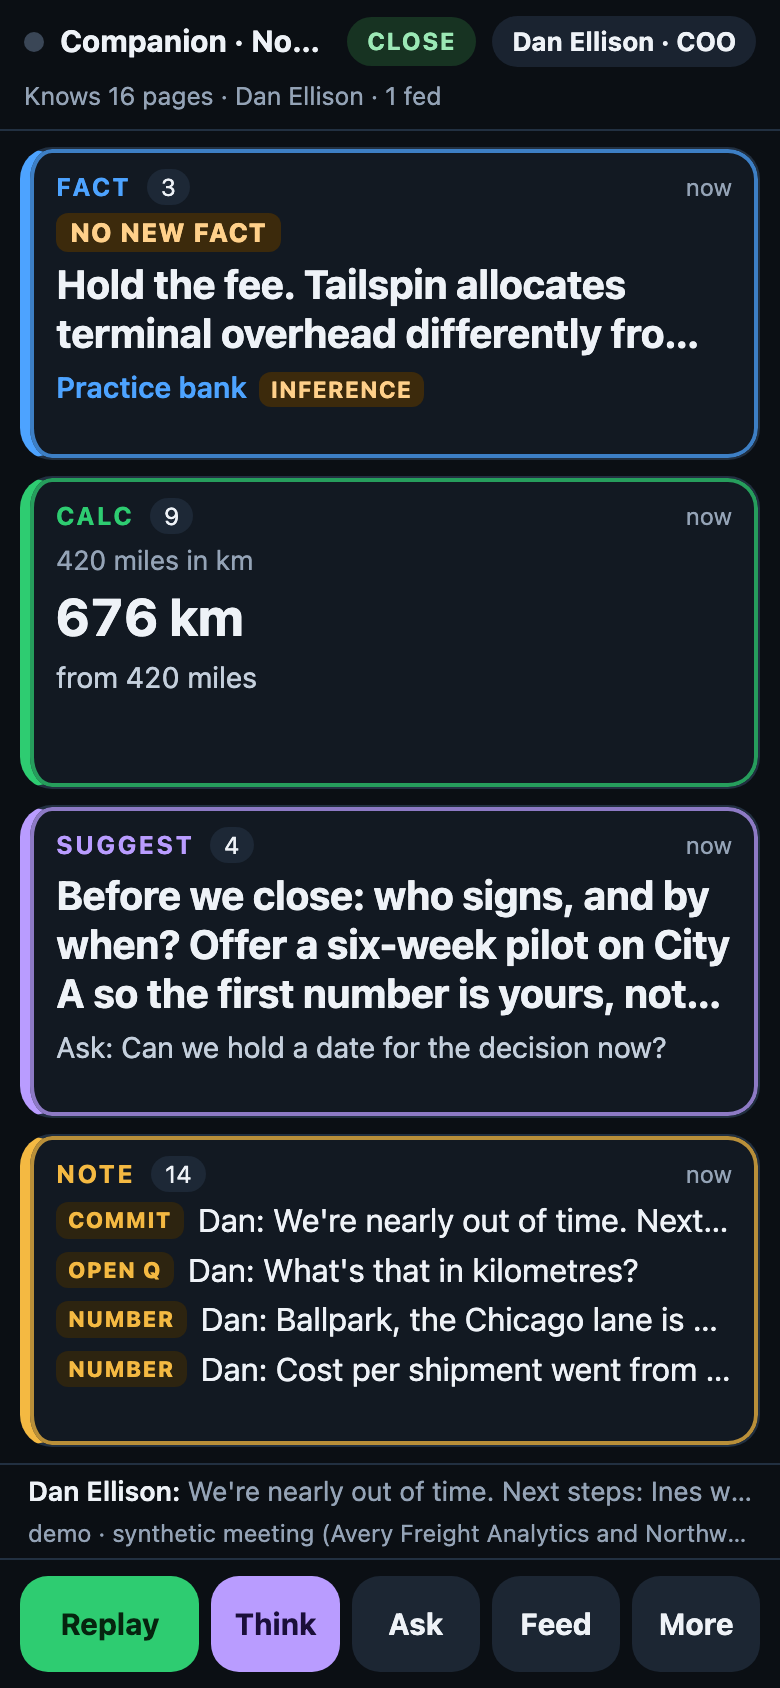 Companion · No...
CLOSE
Dan Ellison · COO
Knows 16 pages · Dan Ellison · 1 fed
FACT 3 now
NO NEW FACT
Hold the fee. Tailspin allocates
terminal overhead differently fro...
Practice bank INFERENCE
CALC 9 now
420 miles in km
676 km
from 420 miles
SUGGEST 4 now
Before we close: who signs, and by
when? Offer a six-week pilot on City
A so the first number is yours, not...
Ask: Can we hold a date for the decision now?
NOTE 14 now
COMMIT Dan: We're nearly out of time. Next...
OPEN Q Dan: What's that in kilometres?
NUMBER Dan: Ballpark, the Chicago lane is ...
NUMBER Dan: Cost per shipment went from ...
Dan Ellison: We're nearly out of time. Next steps: Ines w...
demo · synthetic meeting (Avery Freight Analytics and Northw...
Replay Think Ask Feed More